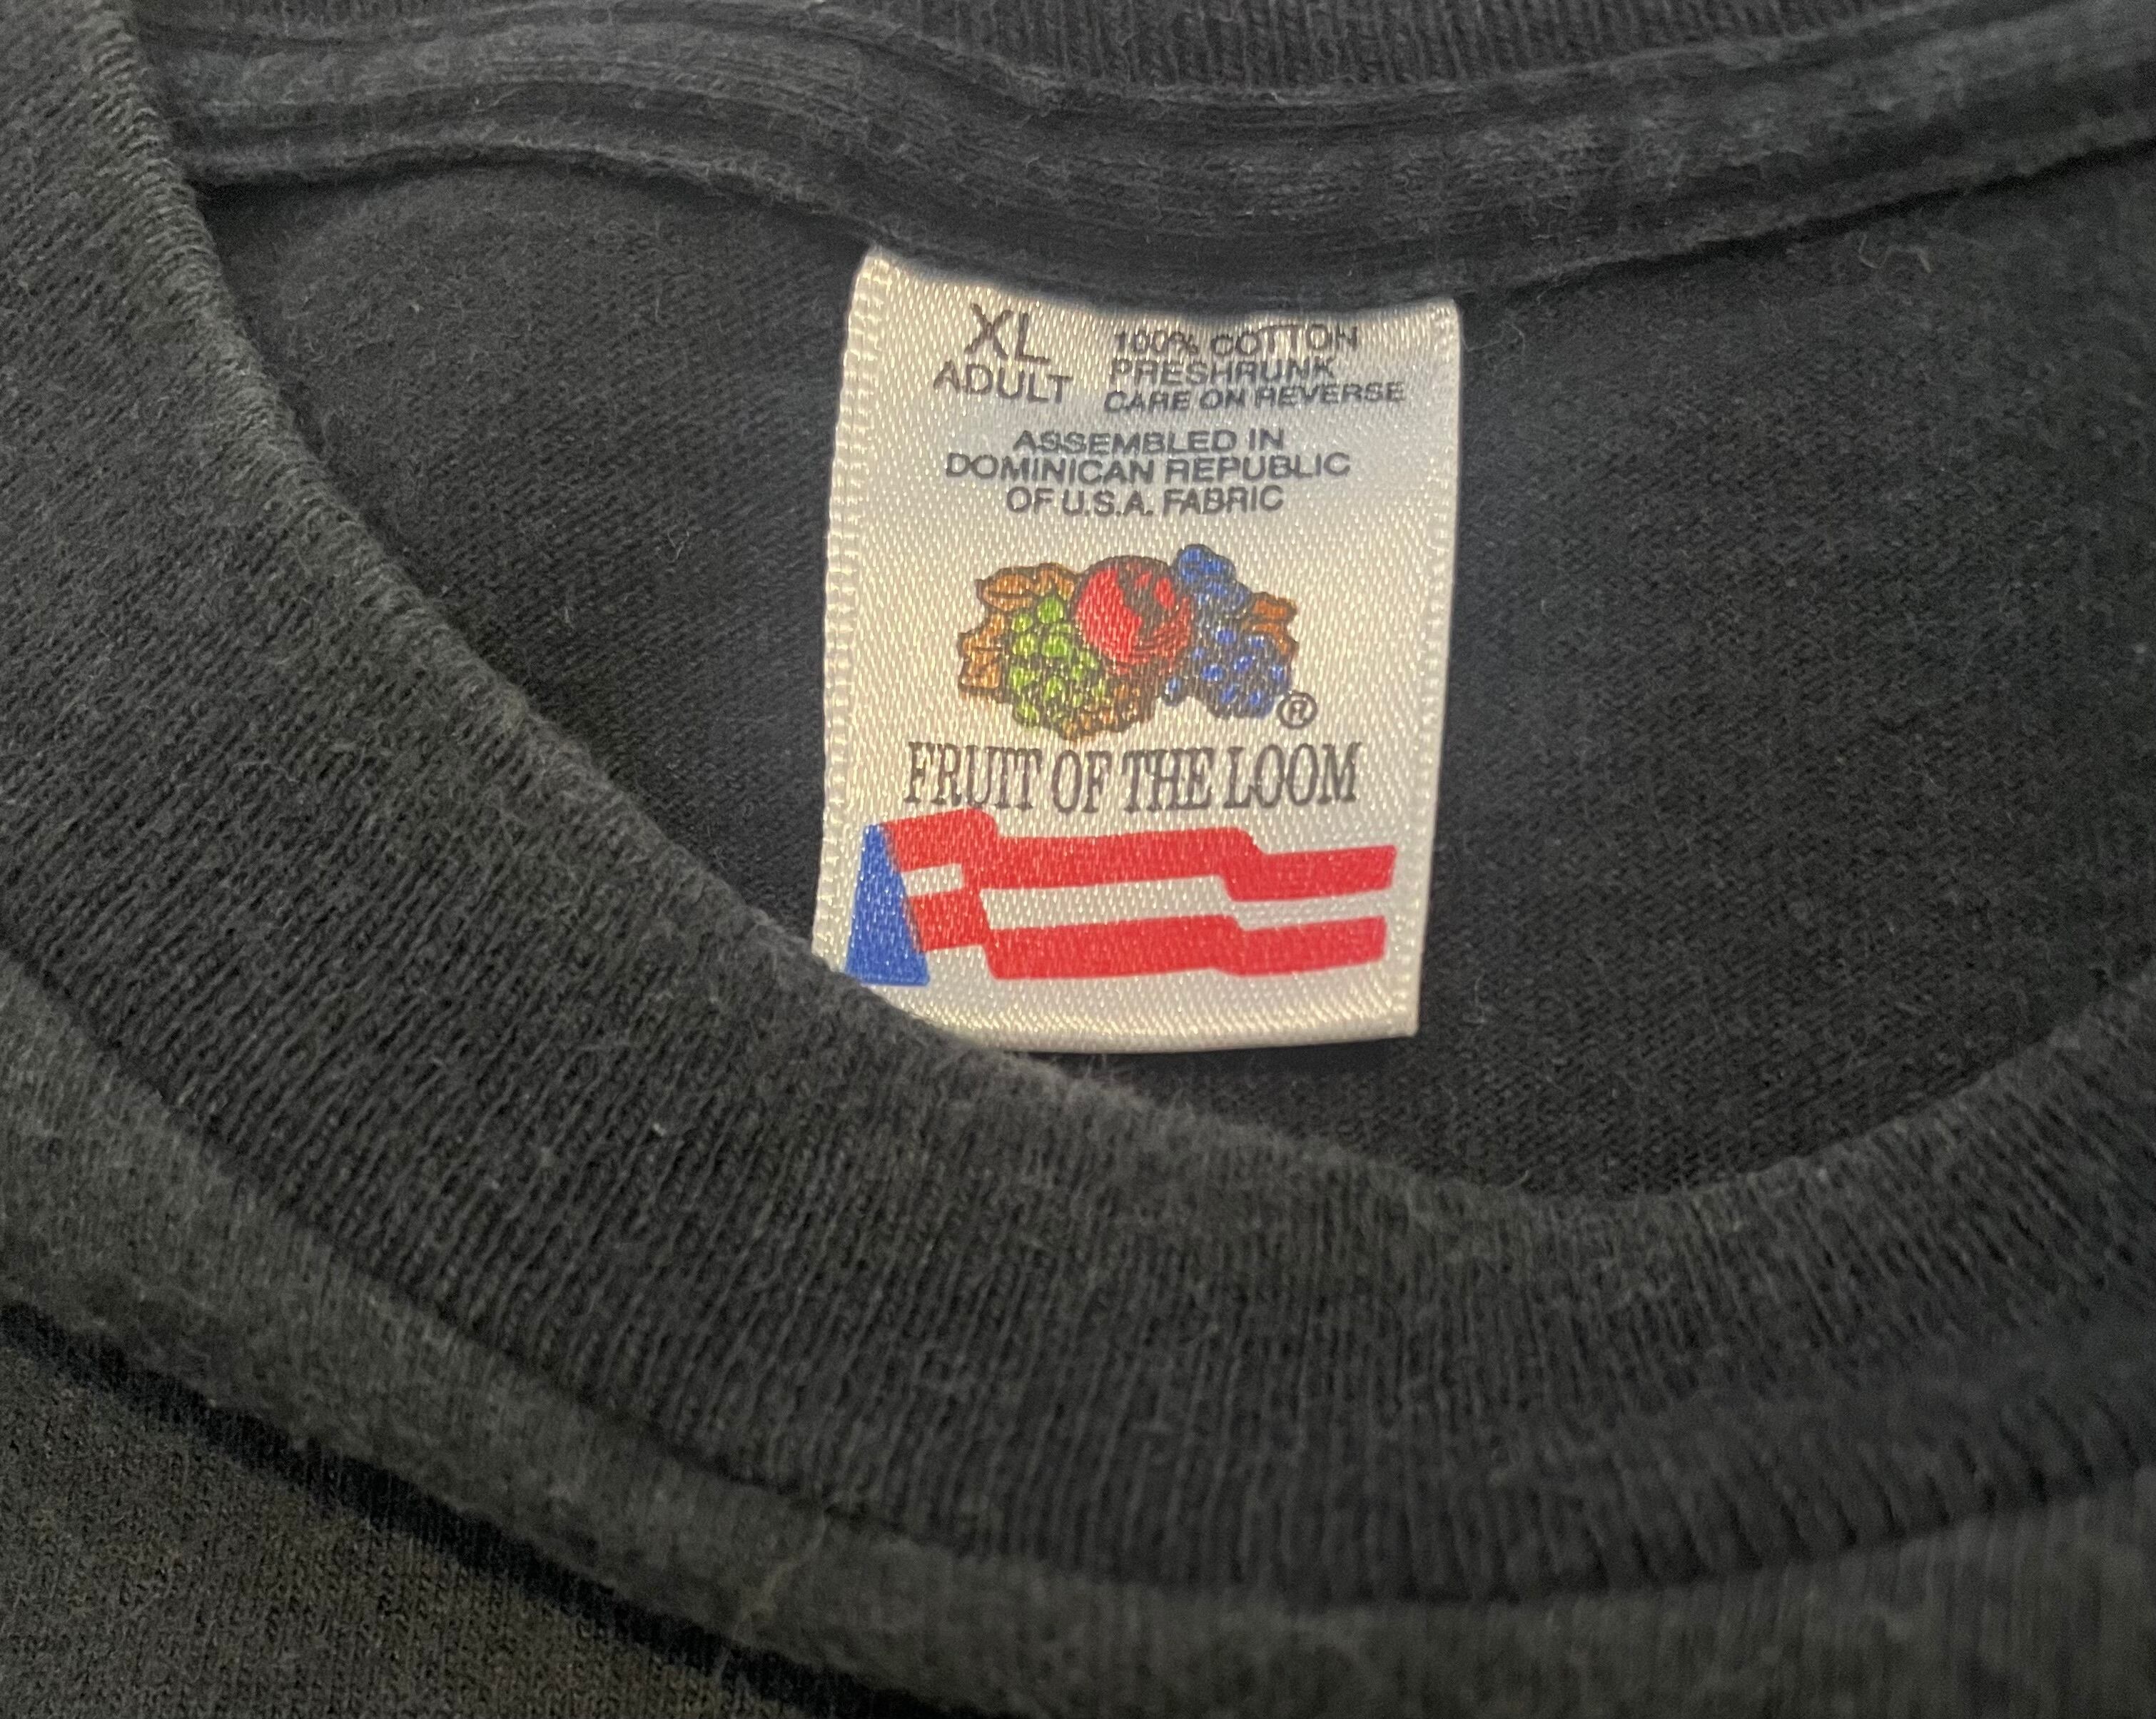 XL
ADULT
100% COTTON
PRESHRUNK
CARE ON REVERSE
ASSEMBLED IN
DOMINICAN REPUBLIC
OF U.S.A. FABRIC
®
FRUIT OF THE LOOM